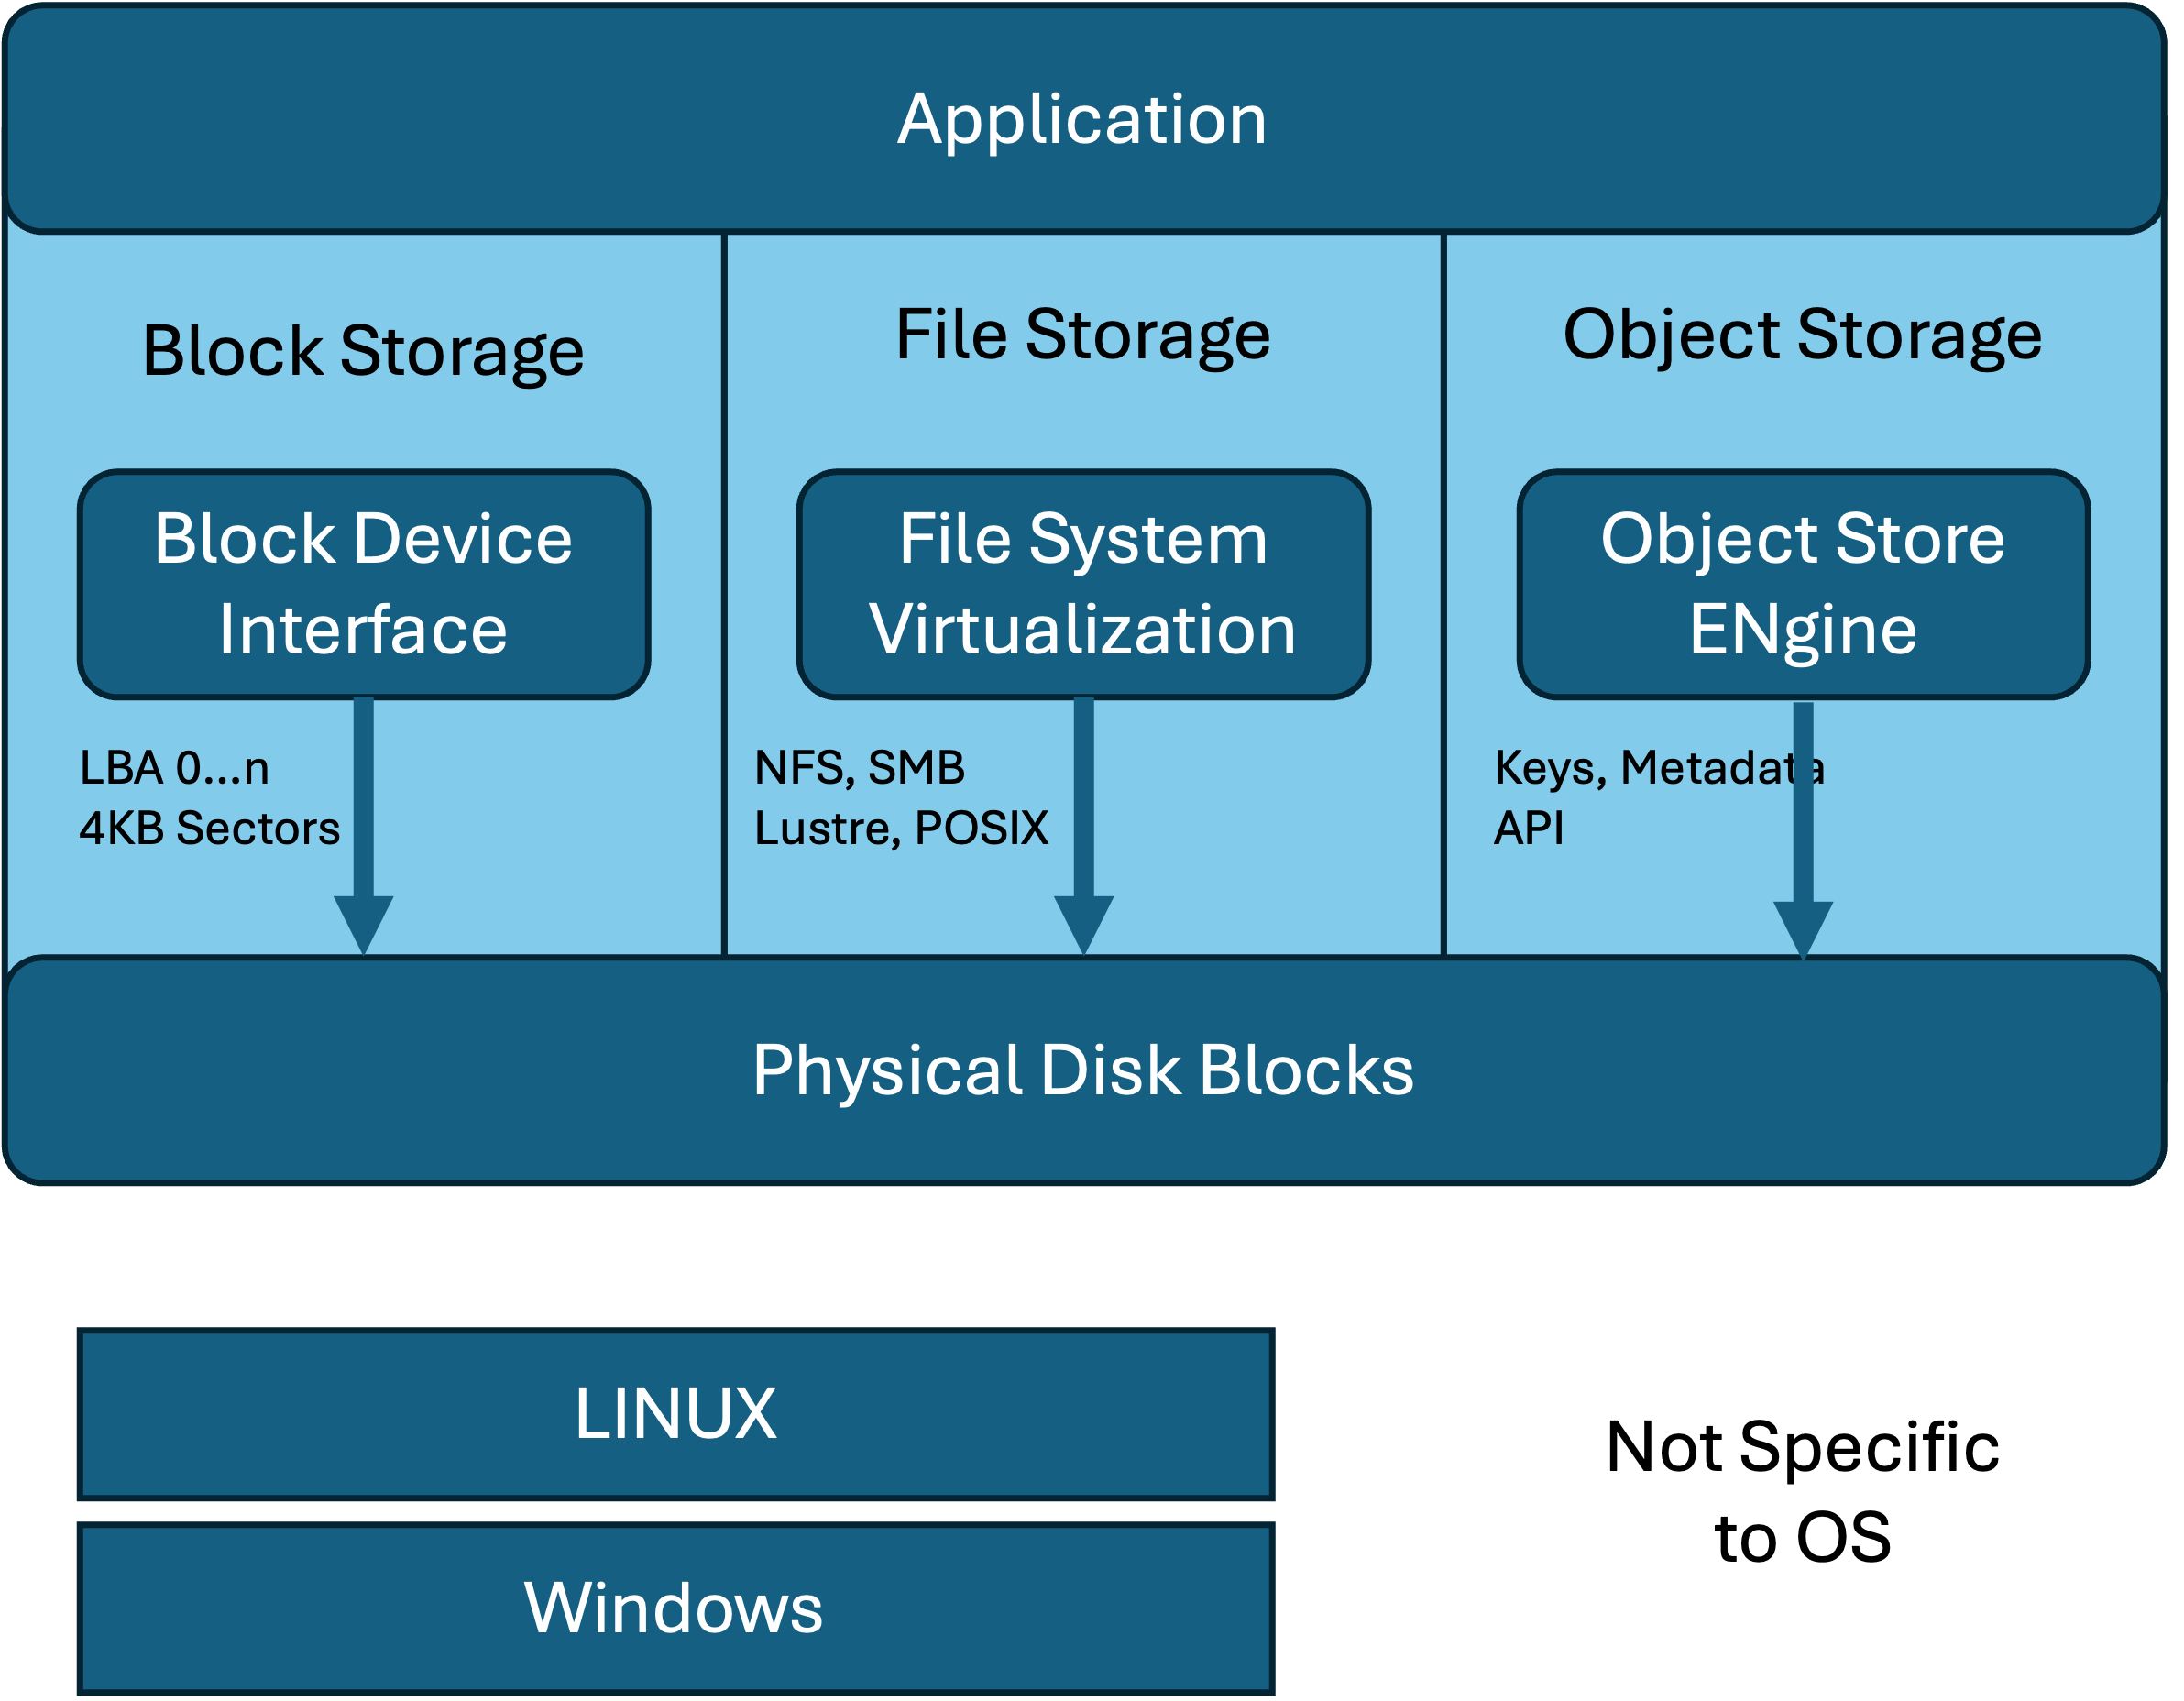 Application
Block Storage
File Storage
Object Storage
Block Device
Interface
File System
Virtualization
Object Store
ENgine
LBA 0...n
4KB Sectors
NFS, SMB
Lustre, POSIX
Keys, Metadata
API
Physical Disk Blocks
LINUX
Windows
Not Specific
to OS